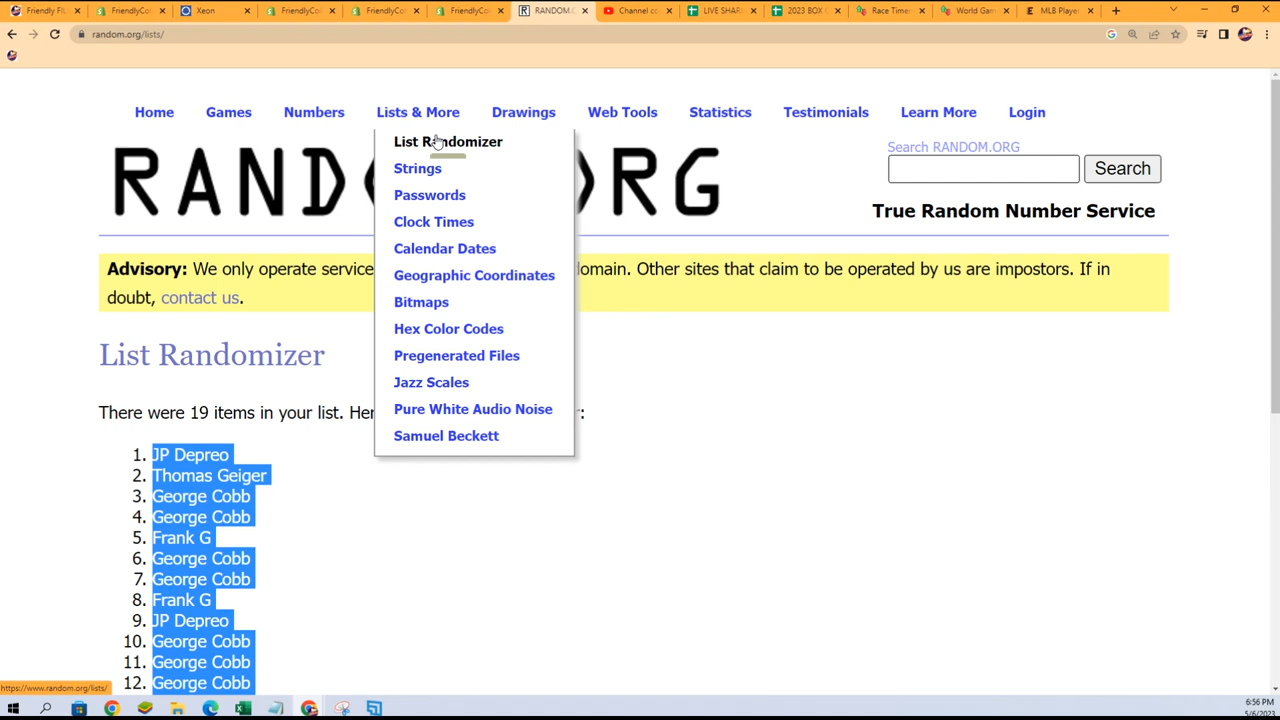 Friendly Fi
FriendlyCo
Xeon
FriendlyCo
FriendlyCo
FriendlyCo
RANDOM.O
Channel co
LIVE SHAR
2023 BOX
Race Time
World Gam
MLB Playe
random.org/lists/
Home Games Numbers Lists & More Drawings Web Tools Statistics Testimonials Learn More Login
List Randomizer
Strings
Passwords
Clock Times
Calendar Dates
Geographic Coordinates
Bitmaps
Hex Color Codes
Pregenerated Files
Jazz Scales
Pure White Audio Noise
Samuel Beckett
Search RANDOM.ORG
Search
True Random Number Service
Advisory: We only operate service omain. Other sites that claim to be operated by us are impostors. If in
doubt, contact us.
List Randomizer
There were 19 items in your list. Her :
1. JP Depreo
2. Thomas Geiger
3. George Cobb
4. George Cobb
5. Frank G
6. George Cobb
7. George Cobb
8. Frank G
9. JP Depreo
10. George Cobb
11. George Cobb
12. George Cobb
https://www.random.org/lists/
6:56 PM
5/6/2023